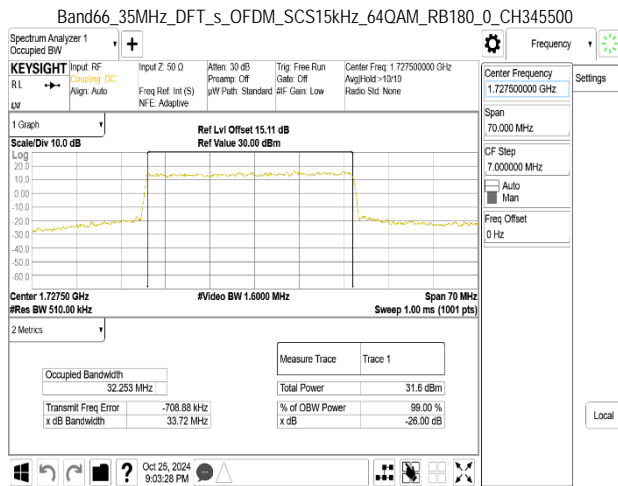 Band66_35MHz_DFT_s_OFDM_SCS15kHz_64QAM_RB180_0_CH345500
Spectrum Analyzer 1
Occupied BW
Frequency
KEYSIGHT
RL
Input: RF
Coupling: DC
Align: Auto
Input Z: 50 Ω
Freq Ref: Int (S)
NFE: Adaptive
Atten: 30 dB
Preamp: Off
µW Path: Standard
Trig: Free Run
Gate: Off
#IF Gain: Low
Center Freq: 1.727500000 GHz
Avg|Hold:>10/10
Radio Std: None
Center Frequency
1.727500000 GHz
Settings
Span
70.000 MHz
CF Step
7.000000 MHz
Auto
Man
Freq Offset
0 Hz
Local
1 Graph
Scale/Div 10.0 dB
Ref Lvl Offset 15.11 dB
Ref Value 30.00 dBm
Log
20.0
10.0
0.00
-10.0
-20.0
-30.0
-40.0
-50.0
-60.0
Center 1.72750 GHz
#Video BW 1.6000 MHz
Span 70 MHz
#Res BW 510.00 kHz
Sweep 1.00 ms (1001 pts)
2 Metrics
Occupied Bandwidth
32.253 MHz
Transmit Freq Error -708.88 kHz
x dB Bandwidth 33.72 MHz
Measure Trace Trace 1
Total Power 31.6 dBm
% of OBW Power 99.00 %
x dB -26.00 dB
Oct 25, 2024
9:03:28 PM